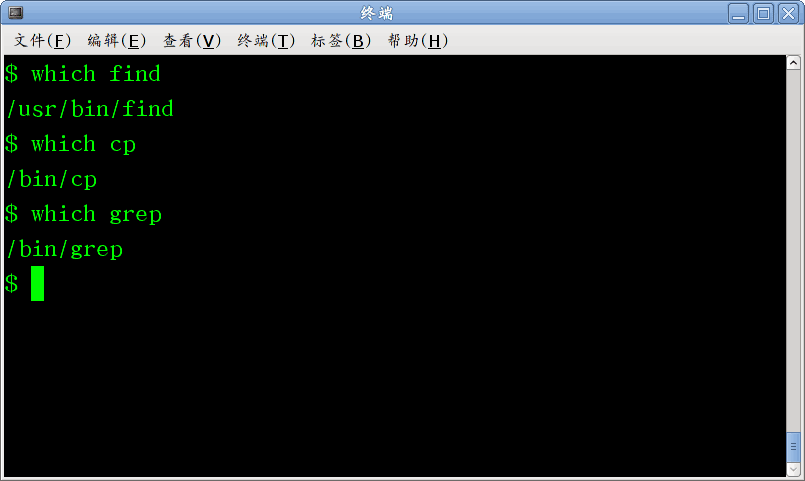 终端
文件(F) 编辑(E) 查看(V) 终端(T) 标签(B) 帮助(H)
$ which find
/usr/bin/find
$ which cp
/bin/cp
$ which grep
/bin/grep
$